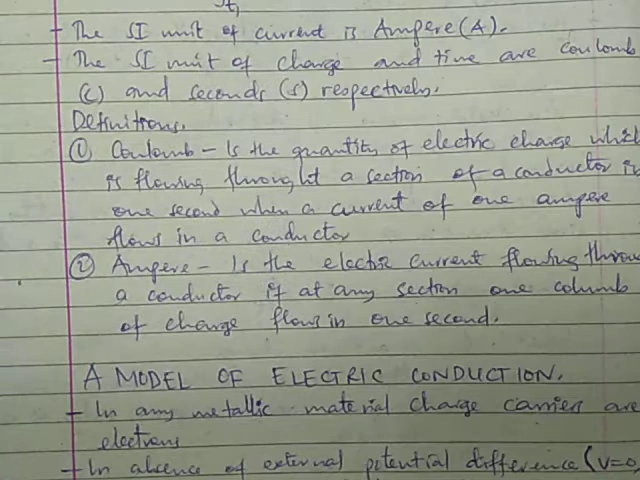 t,
- The SI unit of current is Ampere (A).
- The SI unit of charge and time are coulomb
(c) and seconds (s) respectively.
Definitions.
① Coulomb - Is the quantity of electric charge which
is flowing throught a section of a conductor in
one second when a current of one ampere
flows in a conductor
② Ampere - Is the electric current flowing throu
a conductor if at any section one columb
of charge flows in one second.
A MODEL OF ELECTRIC CONDUCTION.
- In any metallic material charge carriers are
electrons
- In absence of external potential difference (V=0,